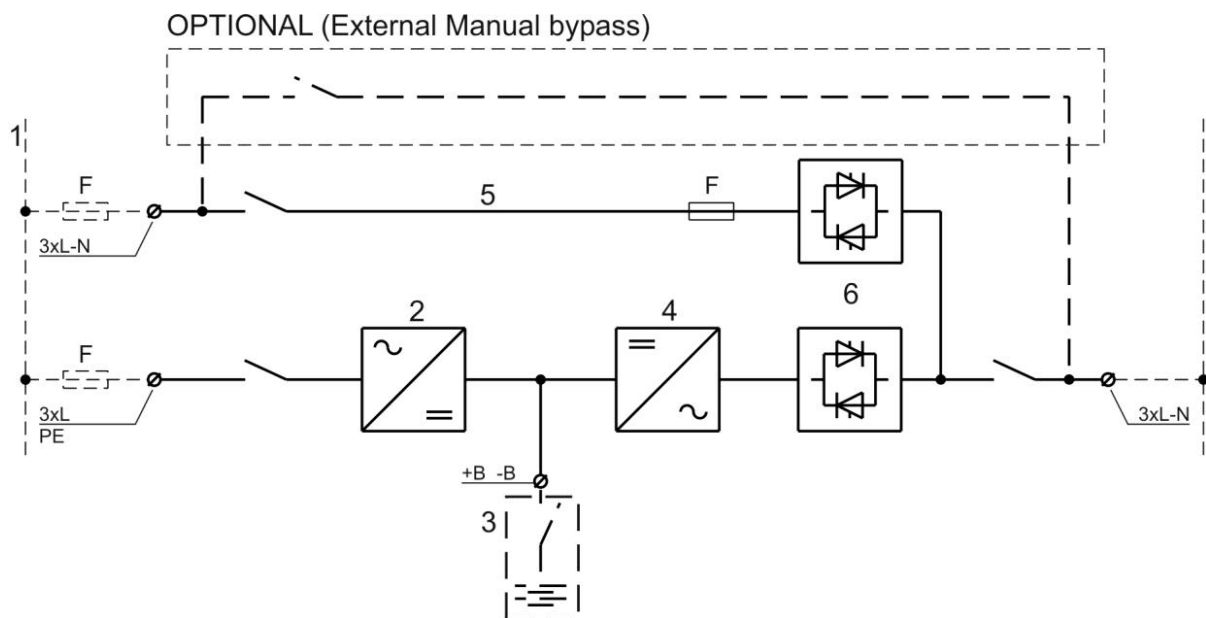 OPTIONAL (External Manual bypass)
1
F
5
F
3xL-N
6
2
4
F
3xL
PE
3xL-N
+B -B
3